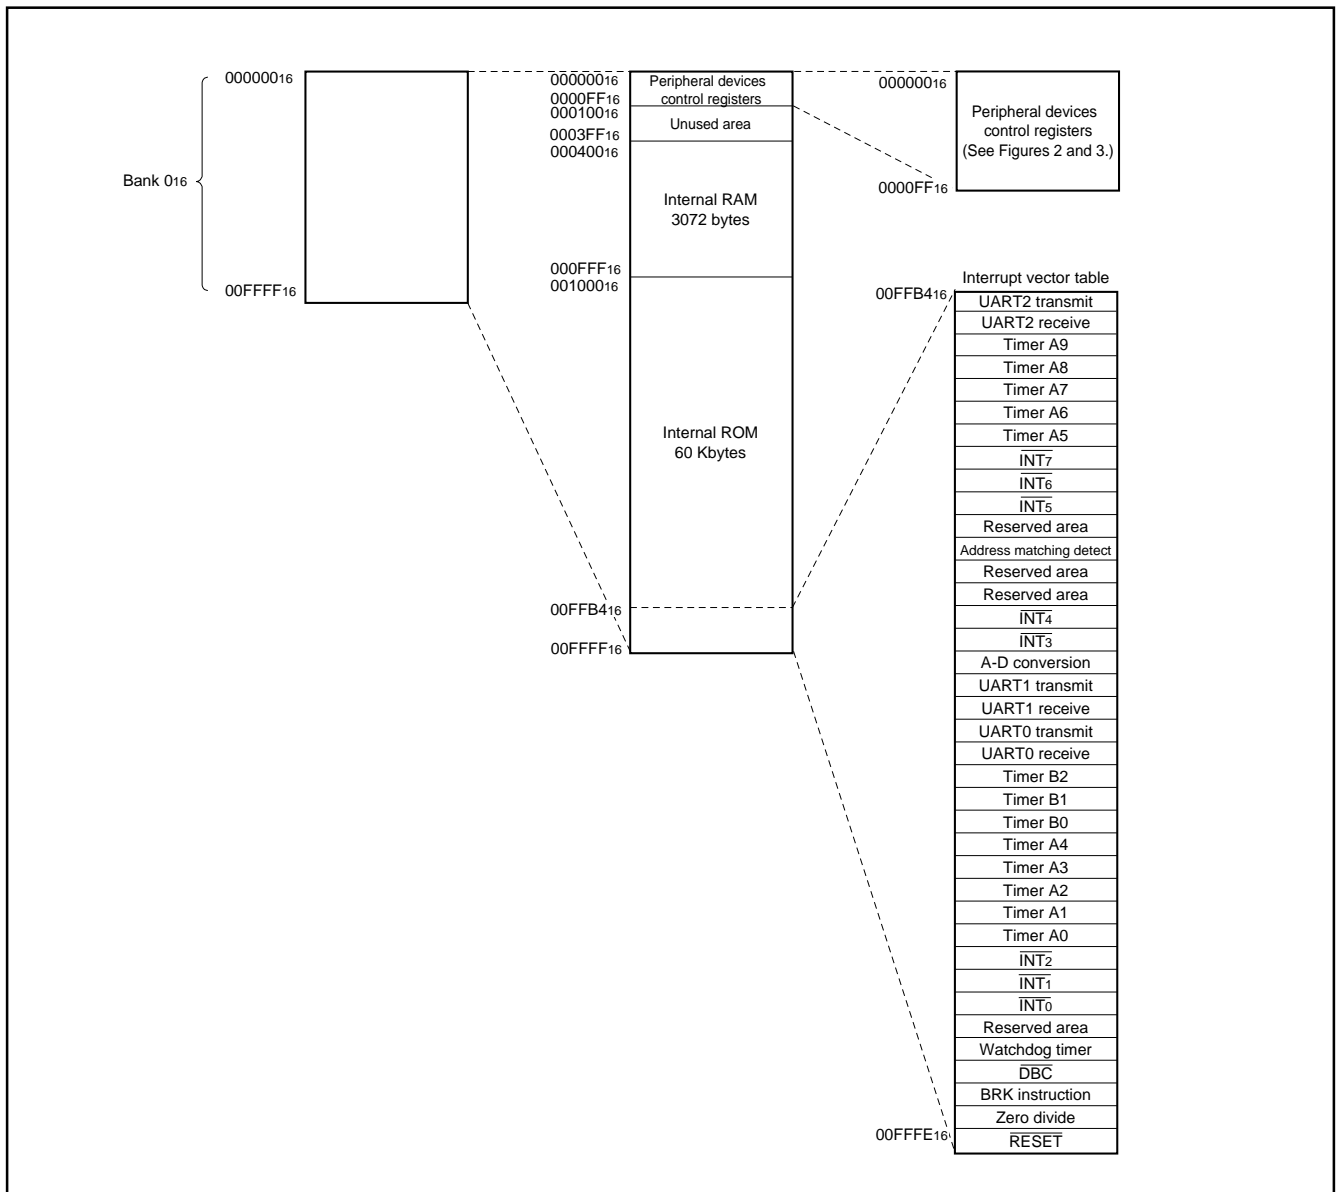 00000016
Bank 016
00FFFF16
00000016
Peripheral devices
control registers
0000FF16
00010016
Unused area
0003FF16
00040016
Internal RAM
3072 bytes
000FFF16
00100016
Internal ROM
60 Kbytes
00FFB416
00FFFF16
00000016
Peripheral devices
control registers
(See Figures 2 and 3.)
0000FF16
Interrupt vector table
00FFB416
UART2 transmit
UART2 receive
Timer A9
Timer A8
Timer A7
Timer A6
Timer A5
INT7
INT6
INT5
Reserved area
Address matching detect
Reserved area
Reserved area
INT4
INT3
A-D conversion
UART1 transmit
UART1 receive
UART0 transmit
UART0 receive
Timer B2
Timer B1
Timer B0
Timer A4
Timer A3
Timer A2
Timer A1
Timer A0
INT2
INT1
INT0
Reserved area
Watchdog timer
DBC
BRK instruction
Zero divide
00FFFE16
RESET